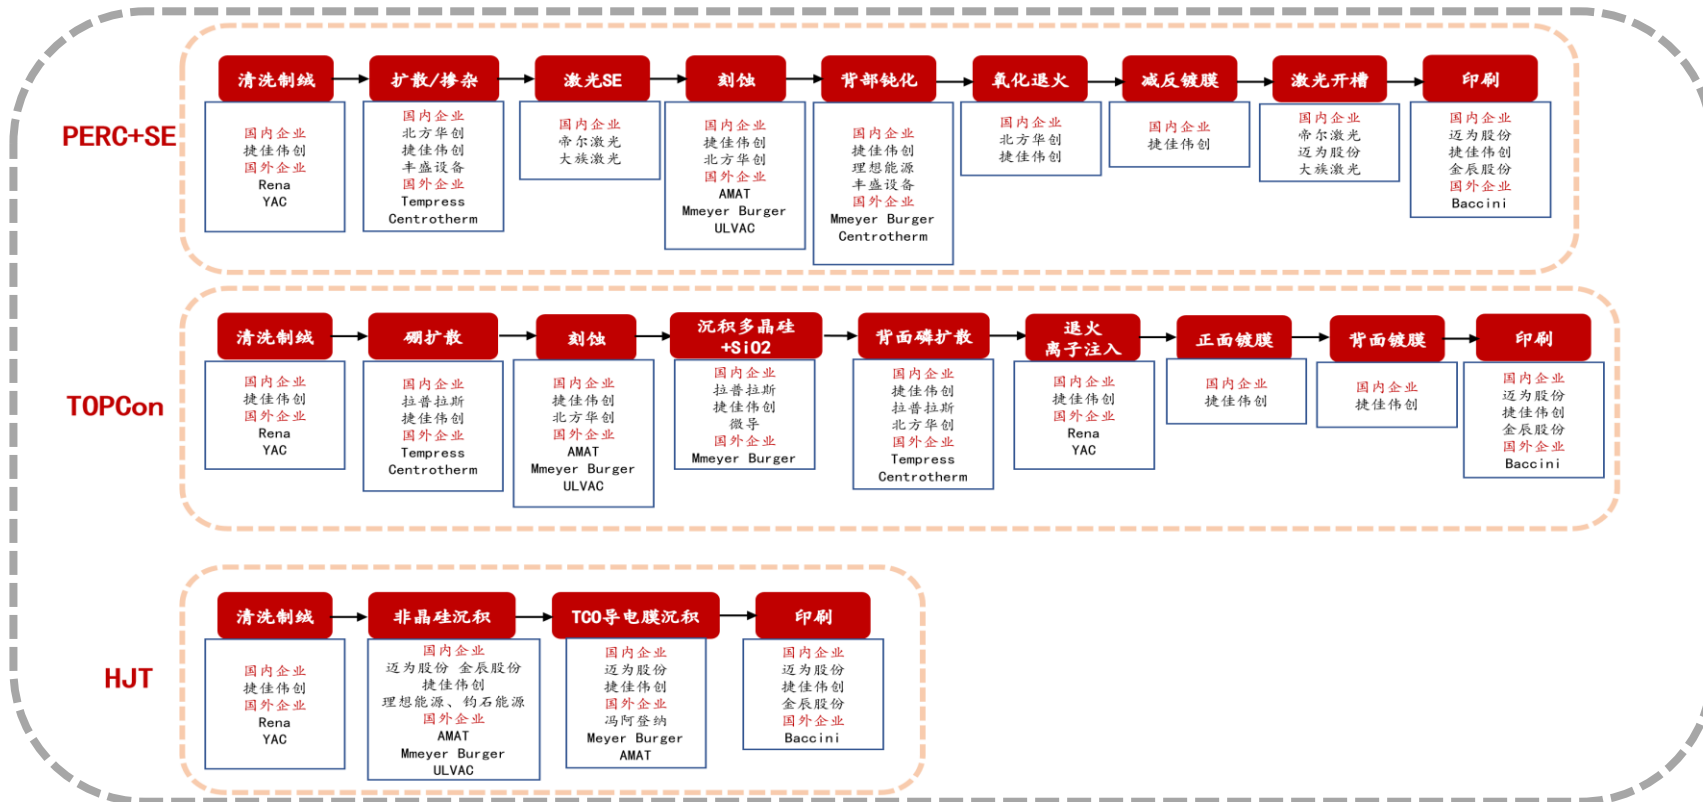 PERC+SE
清洗制绒
国内企业
捷佳伟创
国外企业
Rena
YAC
扩散/掺杂
国内企业
北方华创
捷佳伟创
丰盛设备
国外企业
Tempress
Centrotherm
激光SE
国内企业
帝尔激光
大族激光
刻蚀
国内企业
捷佳伟创
北方华创
国外企业
AMAT
Mmeyer Burger
ULVAC
背部钝化
国内企业
捷佳伟创
理想能源
丰盛设备
国外企业
Mmeyer Burger
Centrotherm
氧化退火
国内企业
北方华创
捷佳伟创
减反镀膜
国内企业
捷佳伟创
激光开槽
国内企业
帝尔激光
迈为股份
大族激光
印刷
国内企业
迈为股份
捷佳伟创
金辰股份
国外企业
Baccini
TOPCon
清洗制绒
国内企业
捷佳伟创
国外企业
Rena
YAC
硼扩散
国内企业
拉普拉斯
捷佳伟创
国外企业
Tempress
Centrotherm
刻蚀
国内企业
捷佳伟创
北方华创
国外企业
AMAT
Mmeyer Burger
ULVAC
沉积多晶硅
+SiO2
国内企业
拉普拉斯
捷佳伟创
微导
国外企业
Mmeyer Burger
背面磷扩散
国内企业
捷佳伟创
拉普拉斯
北方华创
国外企业
Tempress
Centrotherm
退火
离子注入
国内企业
捷佳伟创
国外企业
Rena
YAC
正面镀膜
国内企业
捷佳伟创
背面镀膜
国内企业
捷佳伟创
印刷
国内企业
迈为股份
捷佳伟创
金辰股份
国外企业
Baccini
HJT
清洗制绒
国内企业
捷佳伟创
国外企业
Rena
YAC
非晶硅沉积
国内企业
迈为股份 金辰股份
捷佳伟创
理想能源、钧石能源
国外企业
AMAT
Mmeyer Burger
ULVAC
TCO导电膜沉积
国内企业
迈为股份
捷佳伟创
国外企业
冯阿登纳
Meyer Burger
AMAT
印刷
国内企业
迈为股份
捷佳伟创
金辰股份
国外企业
Baccini